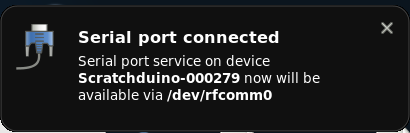 Serial port connected
Serial port service on device
Scratchduino-000279 now will be
available via /dev/rfcomm0